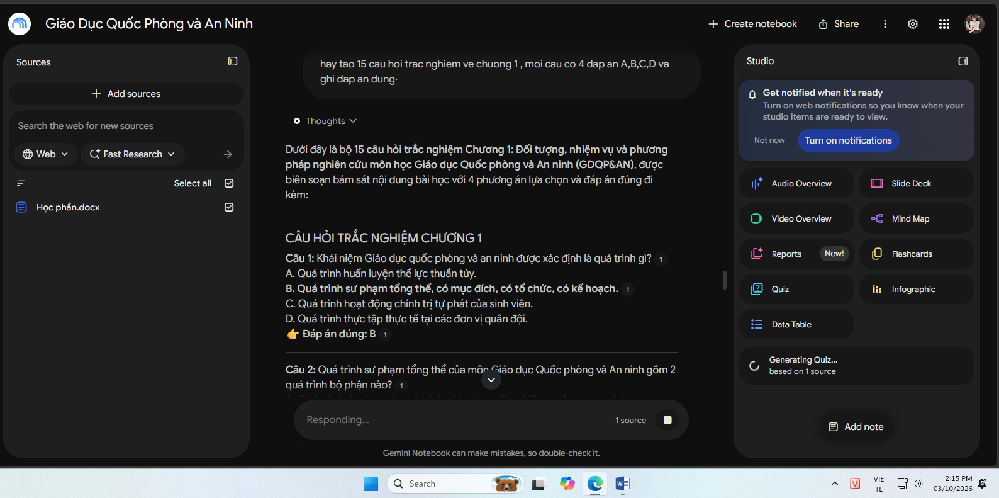 Giáo Dục Quốc Phòng và An Ninh
Create notebook
Share
Sources
Add sources
Search the web for new sources
Web
Fast Research
Select all
Học phần.docx
hay tao 15 cau hoi trac nghiem ve chuong 1 , moi cau co 4 dap an A,B,C,D va
ghi dap an dung·
Thoughts
Dưới đây là bộ 15 câu hỏi trắc nghiệm Chương 1: Đối tượng, nhiệm vụ và phương
pháp nghiên cứu môn học Giáo dục Quốc phòng và An ninh (GDQP&AN), được
biên soạn bám sát nội dung bài học với 4 phương án lựa chọn và đáp án đúng đi
kèm:
CÂU HỎI TRẮC NGHIỆM CHƯƠNG 1
Câu 1: Khái niệm Giáo dục quốc phòng và an ninh được xác định là quá trình gì? 1
A. Quá trình huấn luyện thể lực thuần túy.
B. Quá trình sư phạm tổng thể, có mục đích, có tổ chức, có kế hoạch. 1
C. Quá trình hoạt động chính trị tự phát của sinh viên.
D. Quá trình thực tập thực tế tại các đơn vị quân đội.
👉 Đáp án đúng: B 1
Câu 2: Quá trình sư phạm tổng thể của môn Giáo dục Quốc phòng và An ninh gồm 2
quá trình bộ phận nào? 1
Responding...
1 source
Gemini Notebook can make mistakes, so double-check it.
Studio
Get notified when it's ready
Turn on web notifications so you know when your
studio items are ready to view.
Not now
Turn on notifications
Audio Overview
Slide Deck
Video Overview
Mind Map
Reports
New!
Flashcards
Quiz
Infographic
Data Table
Generating Quiz...
based on 1 source
Add note
Search
VIE
TL
2:15 PM
03/10/2026